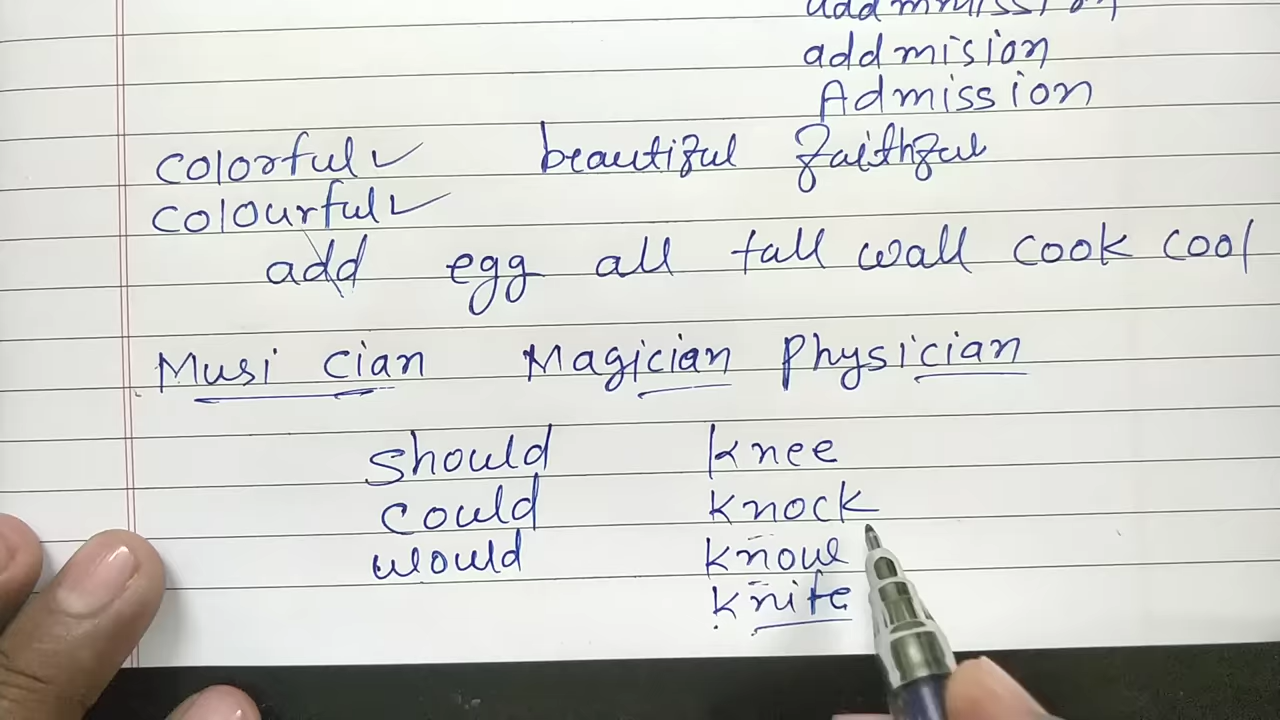 addmision
Admission
colorful ✓ beautiful faithful
colourful ✓
add egg all tall wall cook cool
Musi cian Magician Physician
should knee
could knock
would know
knife